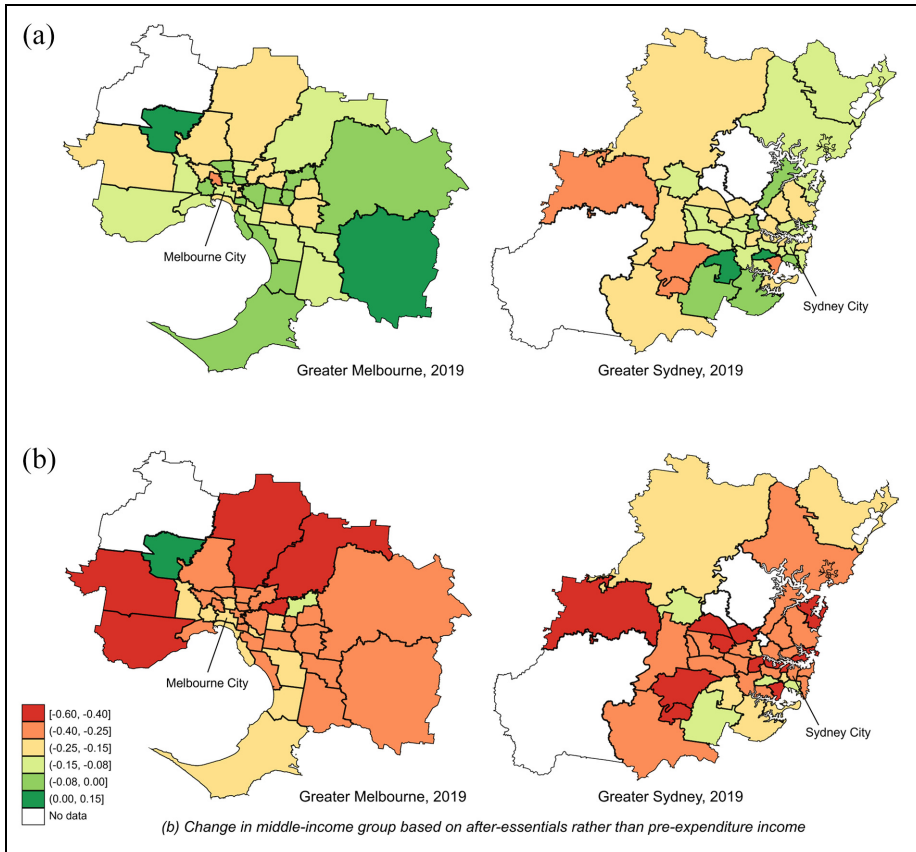 (a)
Melbourne City
Sydney City
Greater Melbourne, 2019
Greater Sydney, 2019
(b)
Melbourne City
Sydney City
[-0.60, -0.40]
(-0.40, -0.25]
(-0.25, -0.15]
(-0.15, -0.08]
(-0.08, 0.00]
(0.00, 0.15]
No data
Greater Melbourne, 2019
Greater Sydney, 2019
(b) Change in middle-income group based on after-essentials rather than pre-expenditure income